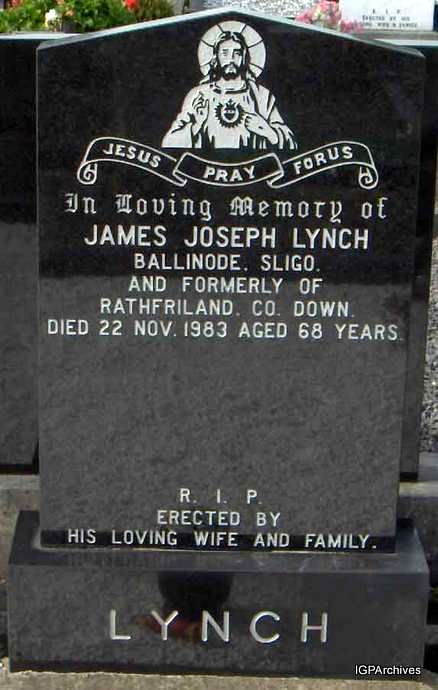 JESUS PRAY FOR US
In Loving Memory of
JAMES JOSEPH LYNCH
BALLINODE. SLIGO.
AND FORMERLY OF
RATHFRILAND. CO. DOWN.
DIED 22 NOV. 1983 AGED 68 YEARS.
R. I. P.
ERECTED BY
HIS LOVING WIFE AND FAMILY.
LYNCH
IGPArchives